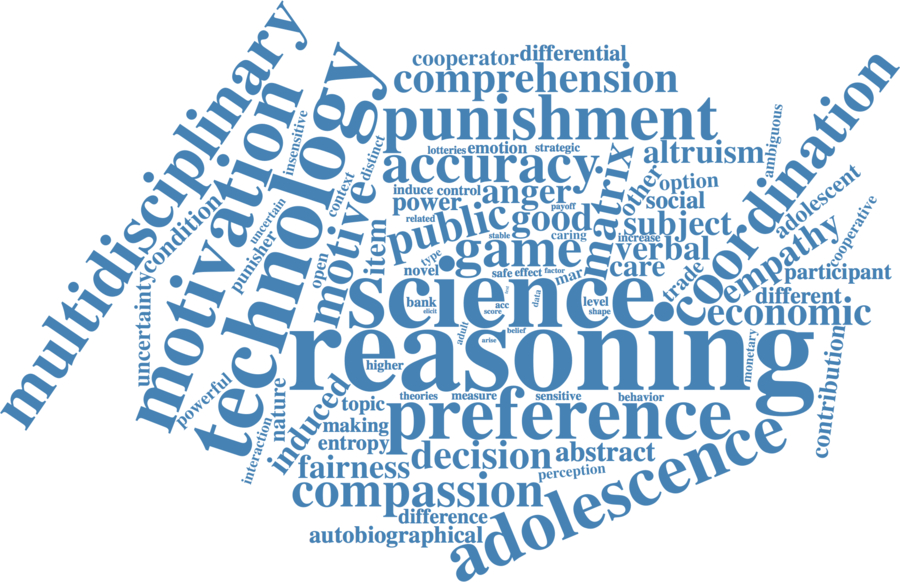 multidisciplinary
motivation
technology
cooperator
differential
comprehension
punishment
lotteries
emotion
strategic
accuracy
altruism
ambiguous
coordination
insensitive
distinct
context
condition
uncertain
punisher
uncertainty
open
motive
item
induce
control
anger
power
payoff
related
public
good
stable
caring
game
type
novel
safe
effect
factor
mar
matrix
other
option
social
subject
increase
verbal
care
trade
empathy
adolescent
cooperative
participant
different
economic
science
bank
elicit
acc
score
data
level
shape
adult
belief
arise
reasoning
higher
monetary
contribution
powerful
nature
interaction
induced
topic
making
entropy
theories
measure
sensitive
behavior
preference
fairness
decision
abstract
perception
compassion
difference
autobiographical
adolescence